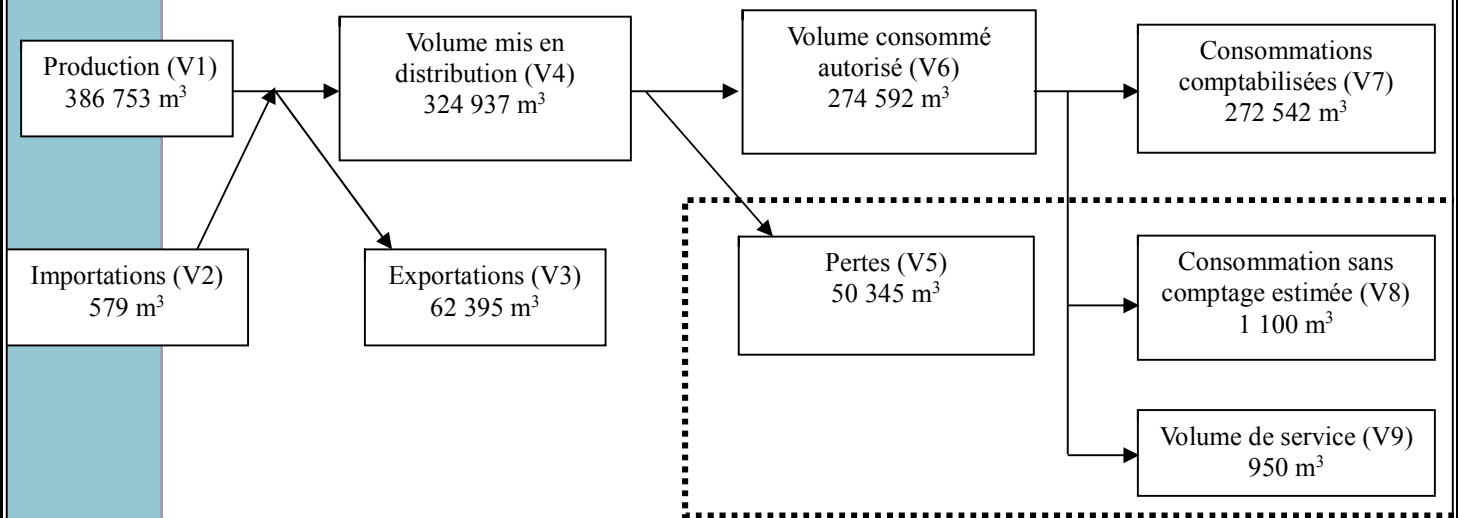 Production (V1)
386 753 m³
Volume mis en
distribution (V4)
324 937 m³
Volume consommé
autorisé (V6)
274 592 m³
Consommations
comptabilisées (V7)
272 542 m³
Importations (V2)
579 m³
Exportations (V3)
62 395 m³
Pertes (V5)
50 345 m³
Consommation sans
comptage estimée (V8)
1 100 m³
Volume de service (V9)
950 m³